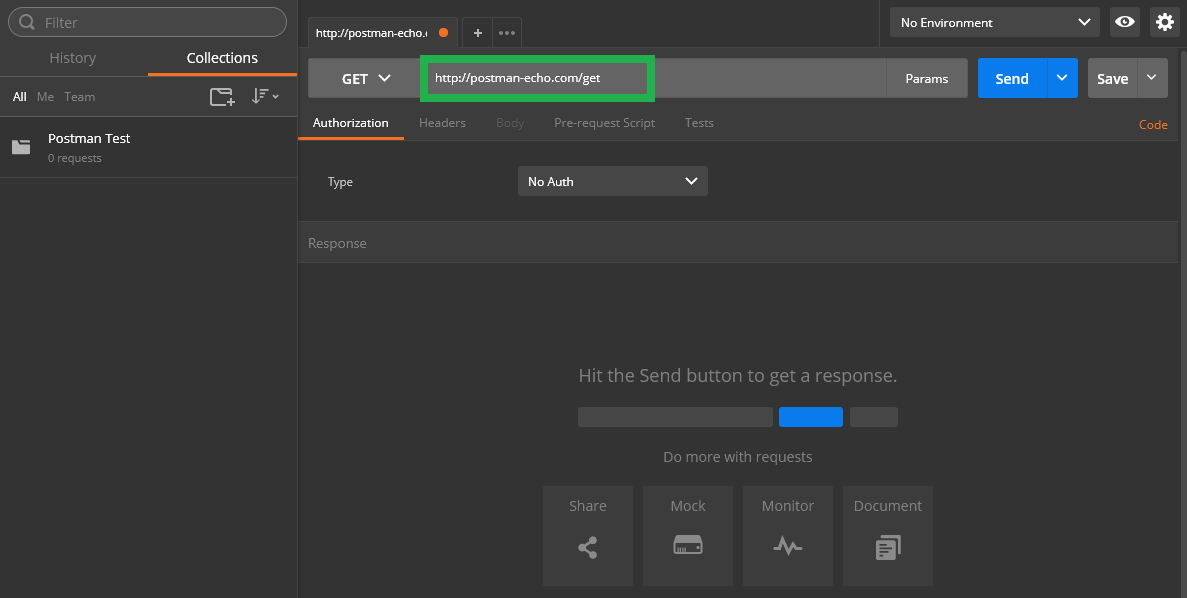 Filter
History Collections
All Me Team
Postman Test
0 requests
http://postman-echo.c
No Environment
GET http://postman-echo.com/get Params Send Save
Authorization Headers Body Pre-request Script Tests Code
Type No Auth
Response
Hit the Send button to get a response.
Do more with requests
Share Mock Monitor Document